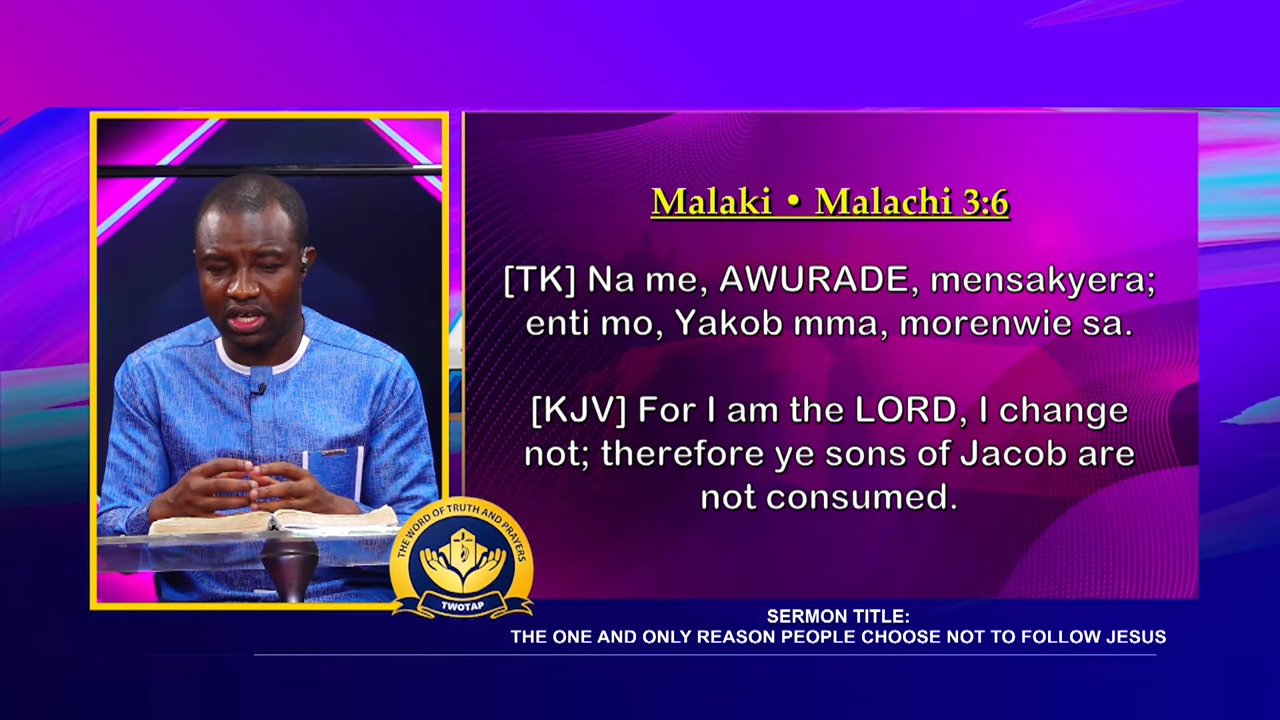 Malaki • Malachi 3:6
[TK] Na me, AWURADE, mensakyera;
enti mo, Yakob mma, morenwie sa.
[KJV] For I am the LORD, I change
not; therefore ye sons of Jacob are
not consumed.
THE WORD OF TRUTH AND PRAYERS
TWOTAP
SERMON TITLE:
THE ONE AND ONLY REASON PEOPLE CHOOSE NOT TO FOLLOW JESUS